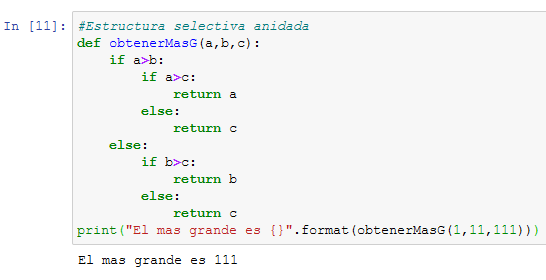 In [11]: #Estructura selectiva anidada
def obtenerMasG(a,b,c):
    if a>b:
        if a>c:
            return a
        else:
            return c
    else:
        if b>c:
            return b
        else:
            return c
print("El mas grande es {}".format(obtenerMasG(1,11,111)))
El mas grande es 111